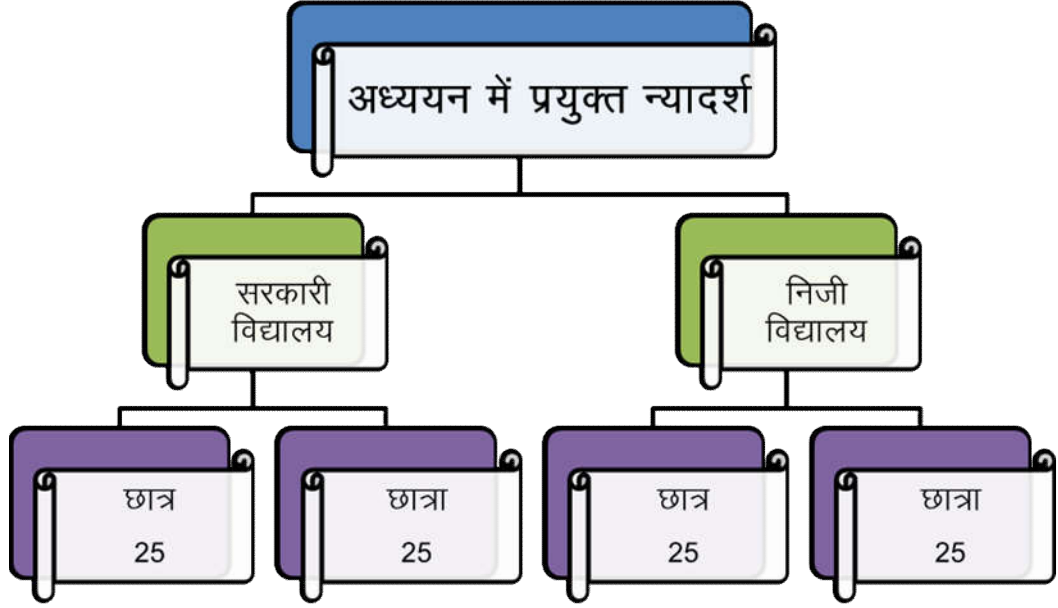 अध्ययन में प्रयुक्त न्यादर्श
सरकारी
विद्यालय
निजी
विद्यालय
छात्र
25
छात्रा
25
छात्र
25
छात्रा
25